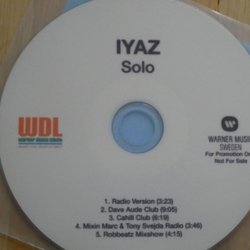 IYAZ
Solo
WDL
WARNER MUSIC
SWEDEN
For Promotion Only
Not For Sale
1. Radio Version (3:23)
2. Dave Aude Club (9:05)
3. Cahill Club (6:19)
4. Mixin Marc & Tony Svejda Radio (3:46)
5. Robbeatz Mixshow (4:15)